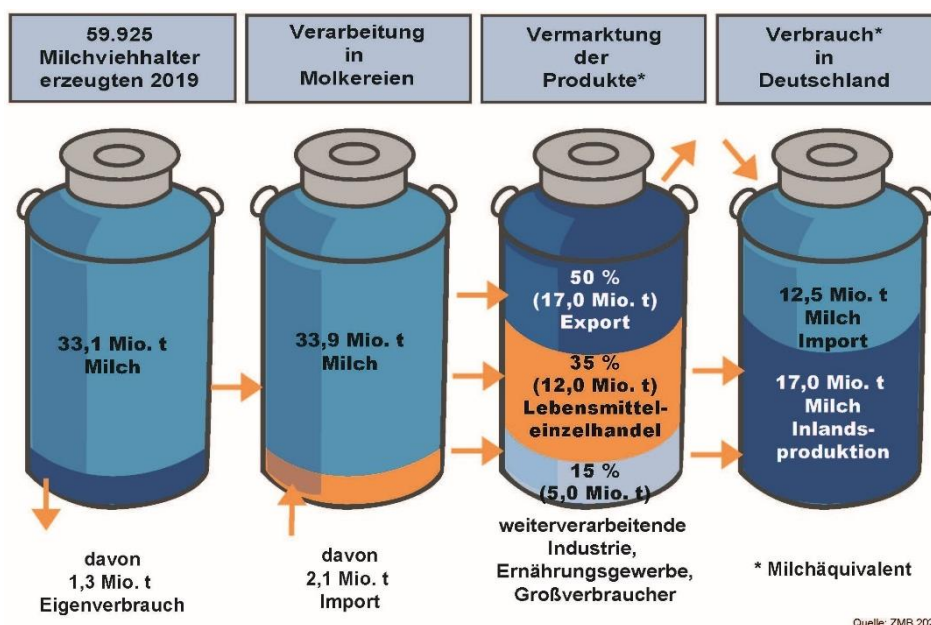 59.925
Milchviehhalter
erzeugten 2019
Verarbeitung
in
Molkereien
Vermarktung
der
Produkte*
Verbrauch*
in
Deutschland
33,1 Mio. t
Milch
33,9 Mio. t
Milch
50 %
(17,0 Mio. t)
Export
35 %
(12,0 Mio. t)
Lebensmittel-
einzelhandel
15 %
(5,0 Mio. t)
12,5 Mio. t
Milch
Import
17,0 Mio. t
Milch
Inlands-
produktion
davon
1,3 Mio. t
Eigenverbrauch
davon
2,1 Mio. t
Import
weiterverarbeitende
Industrie,
Ernährungsgewerbe,
Großverbraucher
* Milchäquivalent
Quelle: ZMB